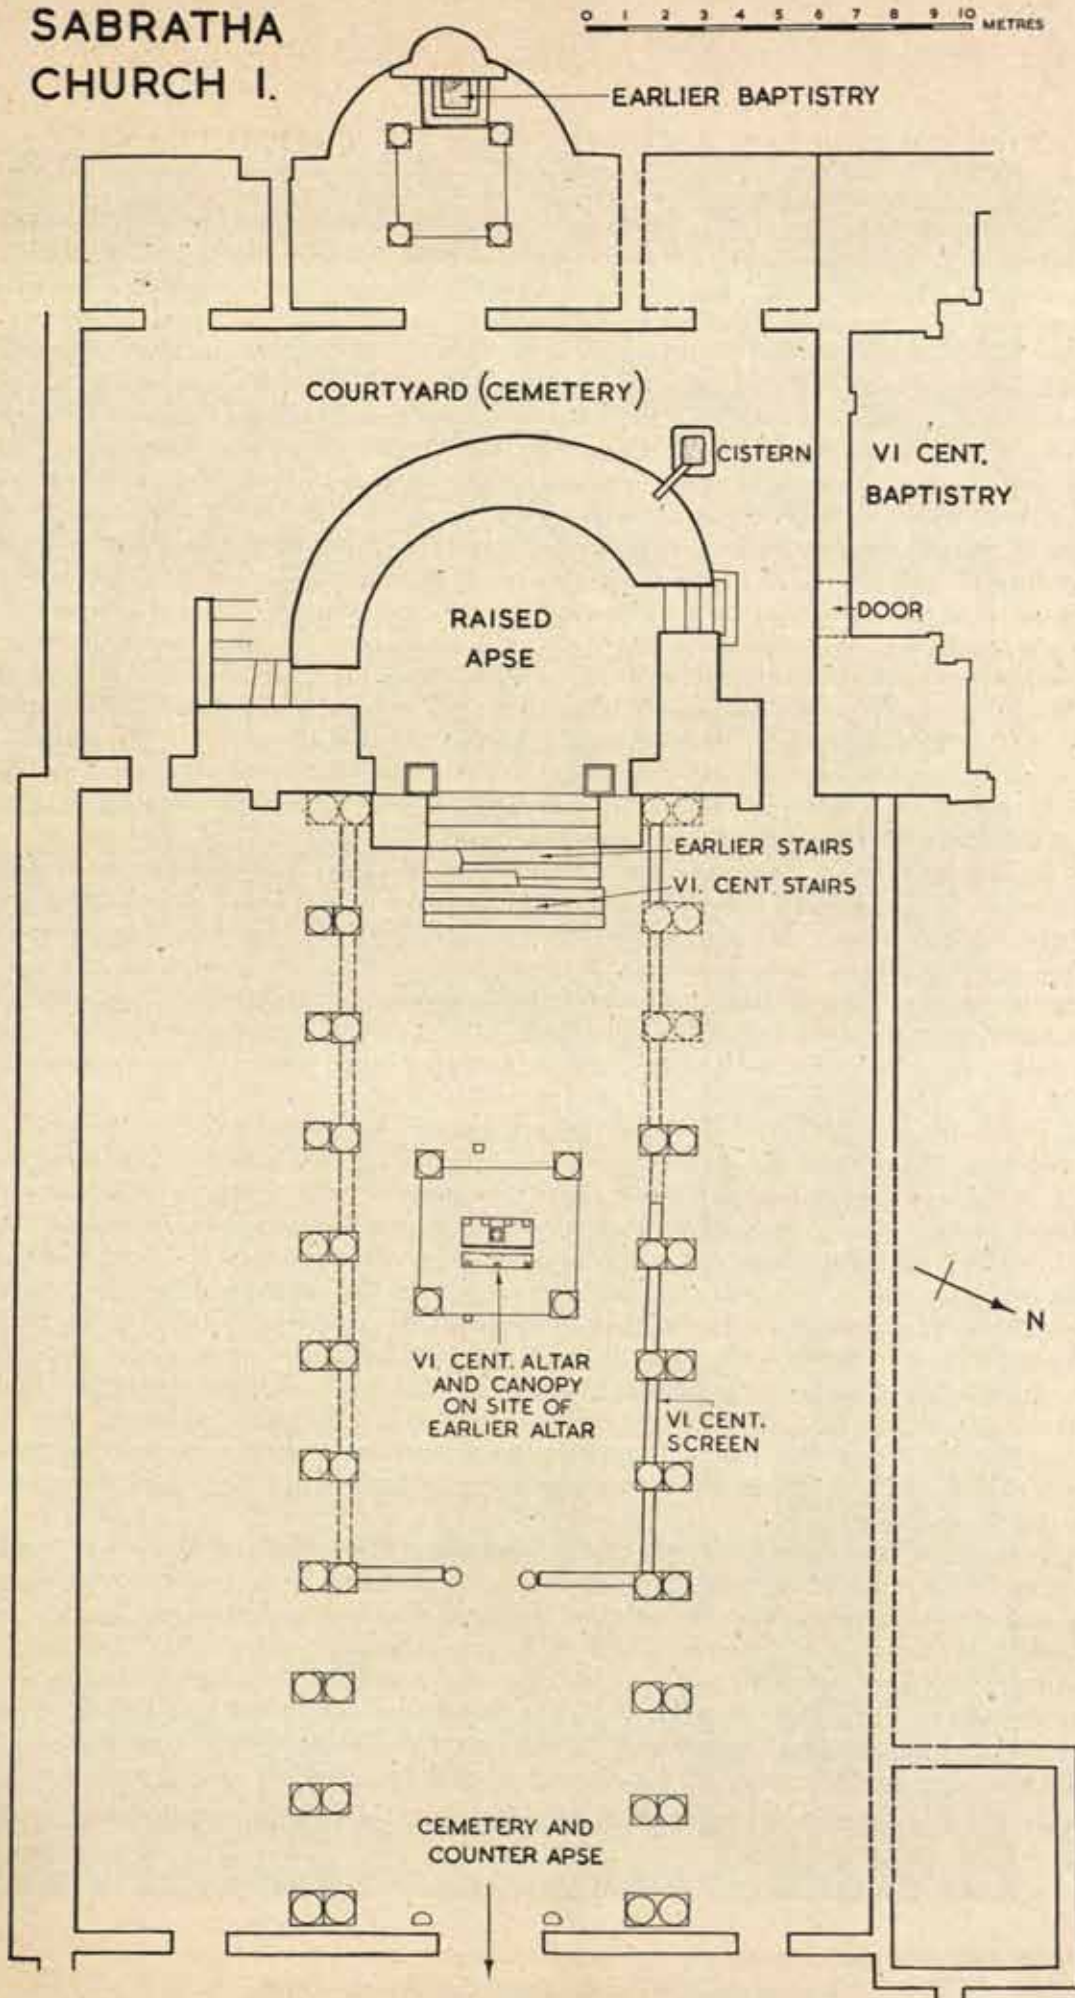 SABRATHA
CHURCH I.
0 1 2 3 4 5 6 7 8 9 10 METRES
EARLIER BAPTISTRY
COURTYARD (CEMETERY)
CISTERN
VI CENT.
BAPTISTRY
RAISED
APSE
DOOR
EARLIER STAIRS
VI. CENT. STAIRS
N
VI. CENT. ALTAR
AND CANOPY
ON SITE OF
EARLIER ALTAR
VI. CENT.
SCREEN
CEMETERY AND
COUNTER APSE